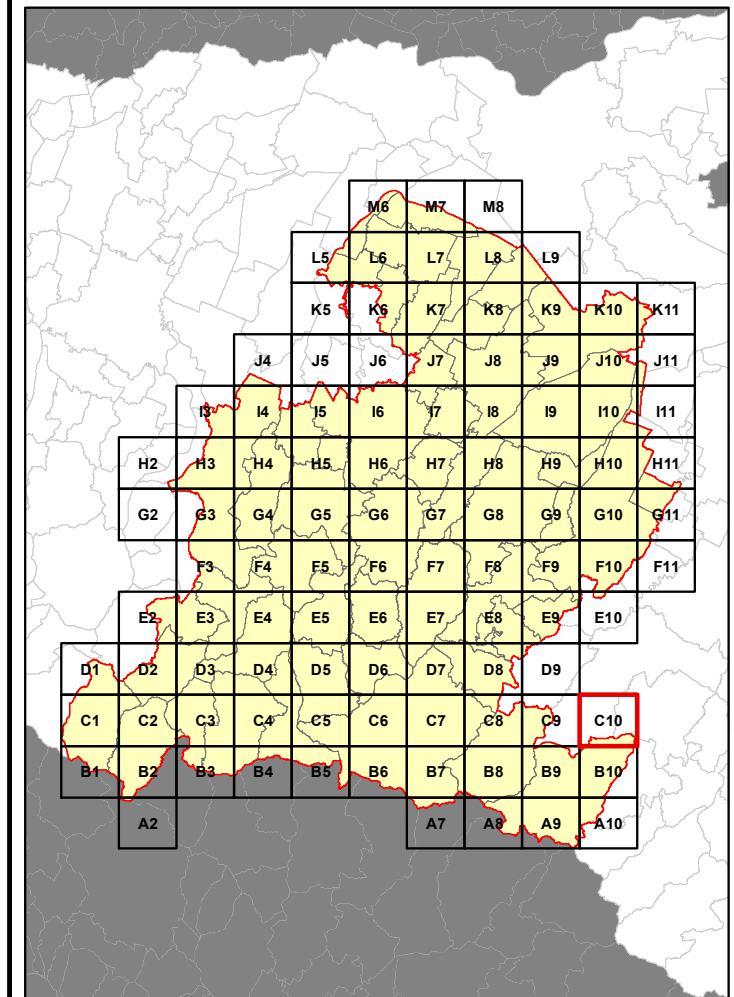 M6 M7 M8
L5 L6 L7 L8 L9
K5 K6 K7 K8 K9 K10 K11
J4 J5 J6 J7 J8 J9 J10 J11
I3 I4 I5 I6 I7 I8 I9 I10 I11
H2 H3 H4 H5 H6 H7 H8 H9 H10 H11
G2 G3 G4 G5 G6 G7 G8 G9 G10 G11
F3 F4 F5 F6 F7 F8 F9 F10 F11
E2 E3 E4 E5 E6 E7 E8 E9 E10
D1 D2 D3 D4 D5 D6 D7 D8 D9
C1 C2 C3 C4 C5 C6 C7 C8 C9 C10
B1 B2 B3 B4 B5 B6 B7 B8 B9 B10
A2 A7 A8 A9 A10